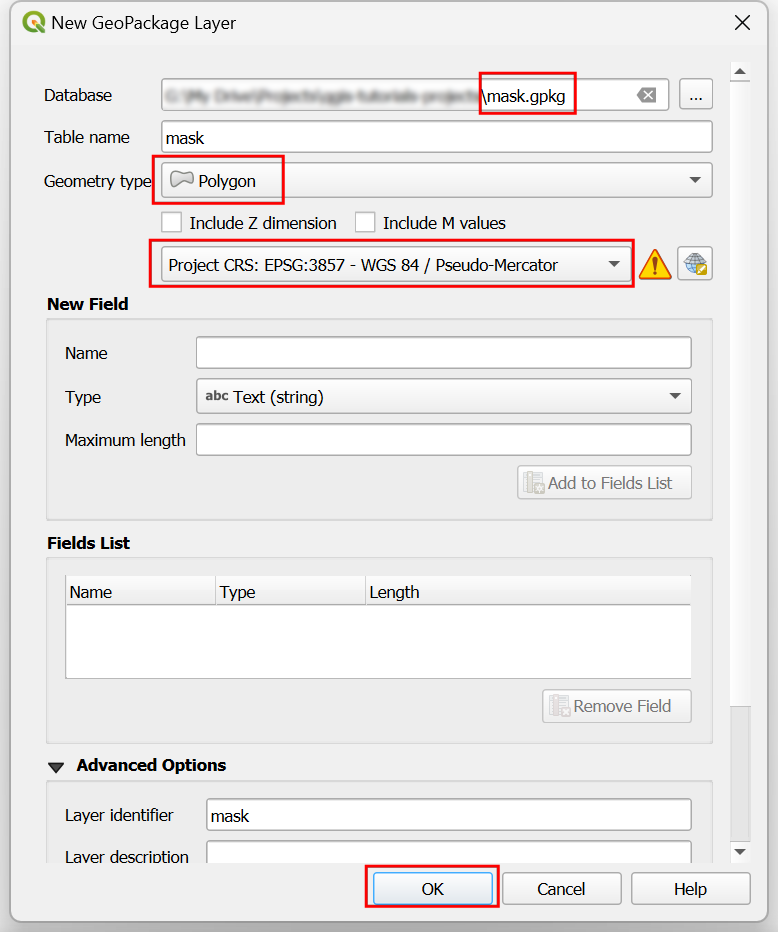 New GeoPackage Layer
Database \mask.gpkg ...
Table name mask
Geometry type Polygon
Include Z dimension Include M values
Project CRS: EPSG:3857 - WGS 84 / Pseudo-Mercator
New Field
Name
Type abc Text (string)
Maximum length
Add to Fields List
Fields List
Name Type Length
Remove Field
Advanced Options
Layer identifier mask
Layer description
OK Cancel Help